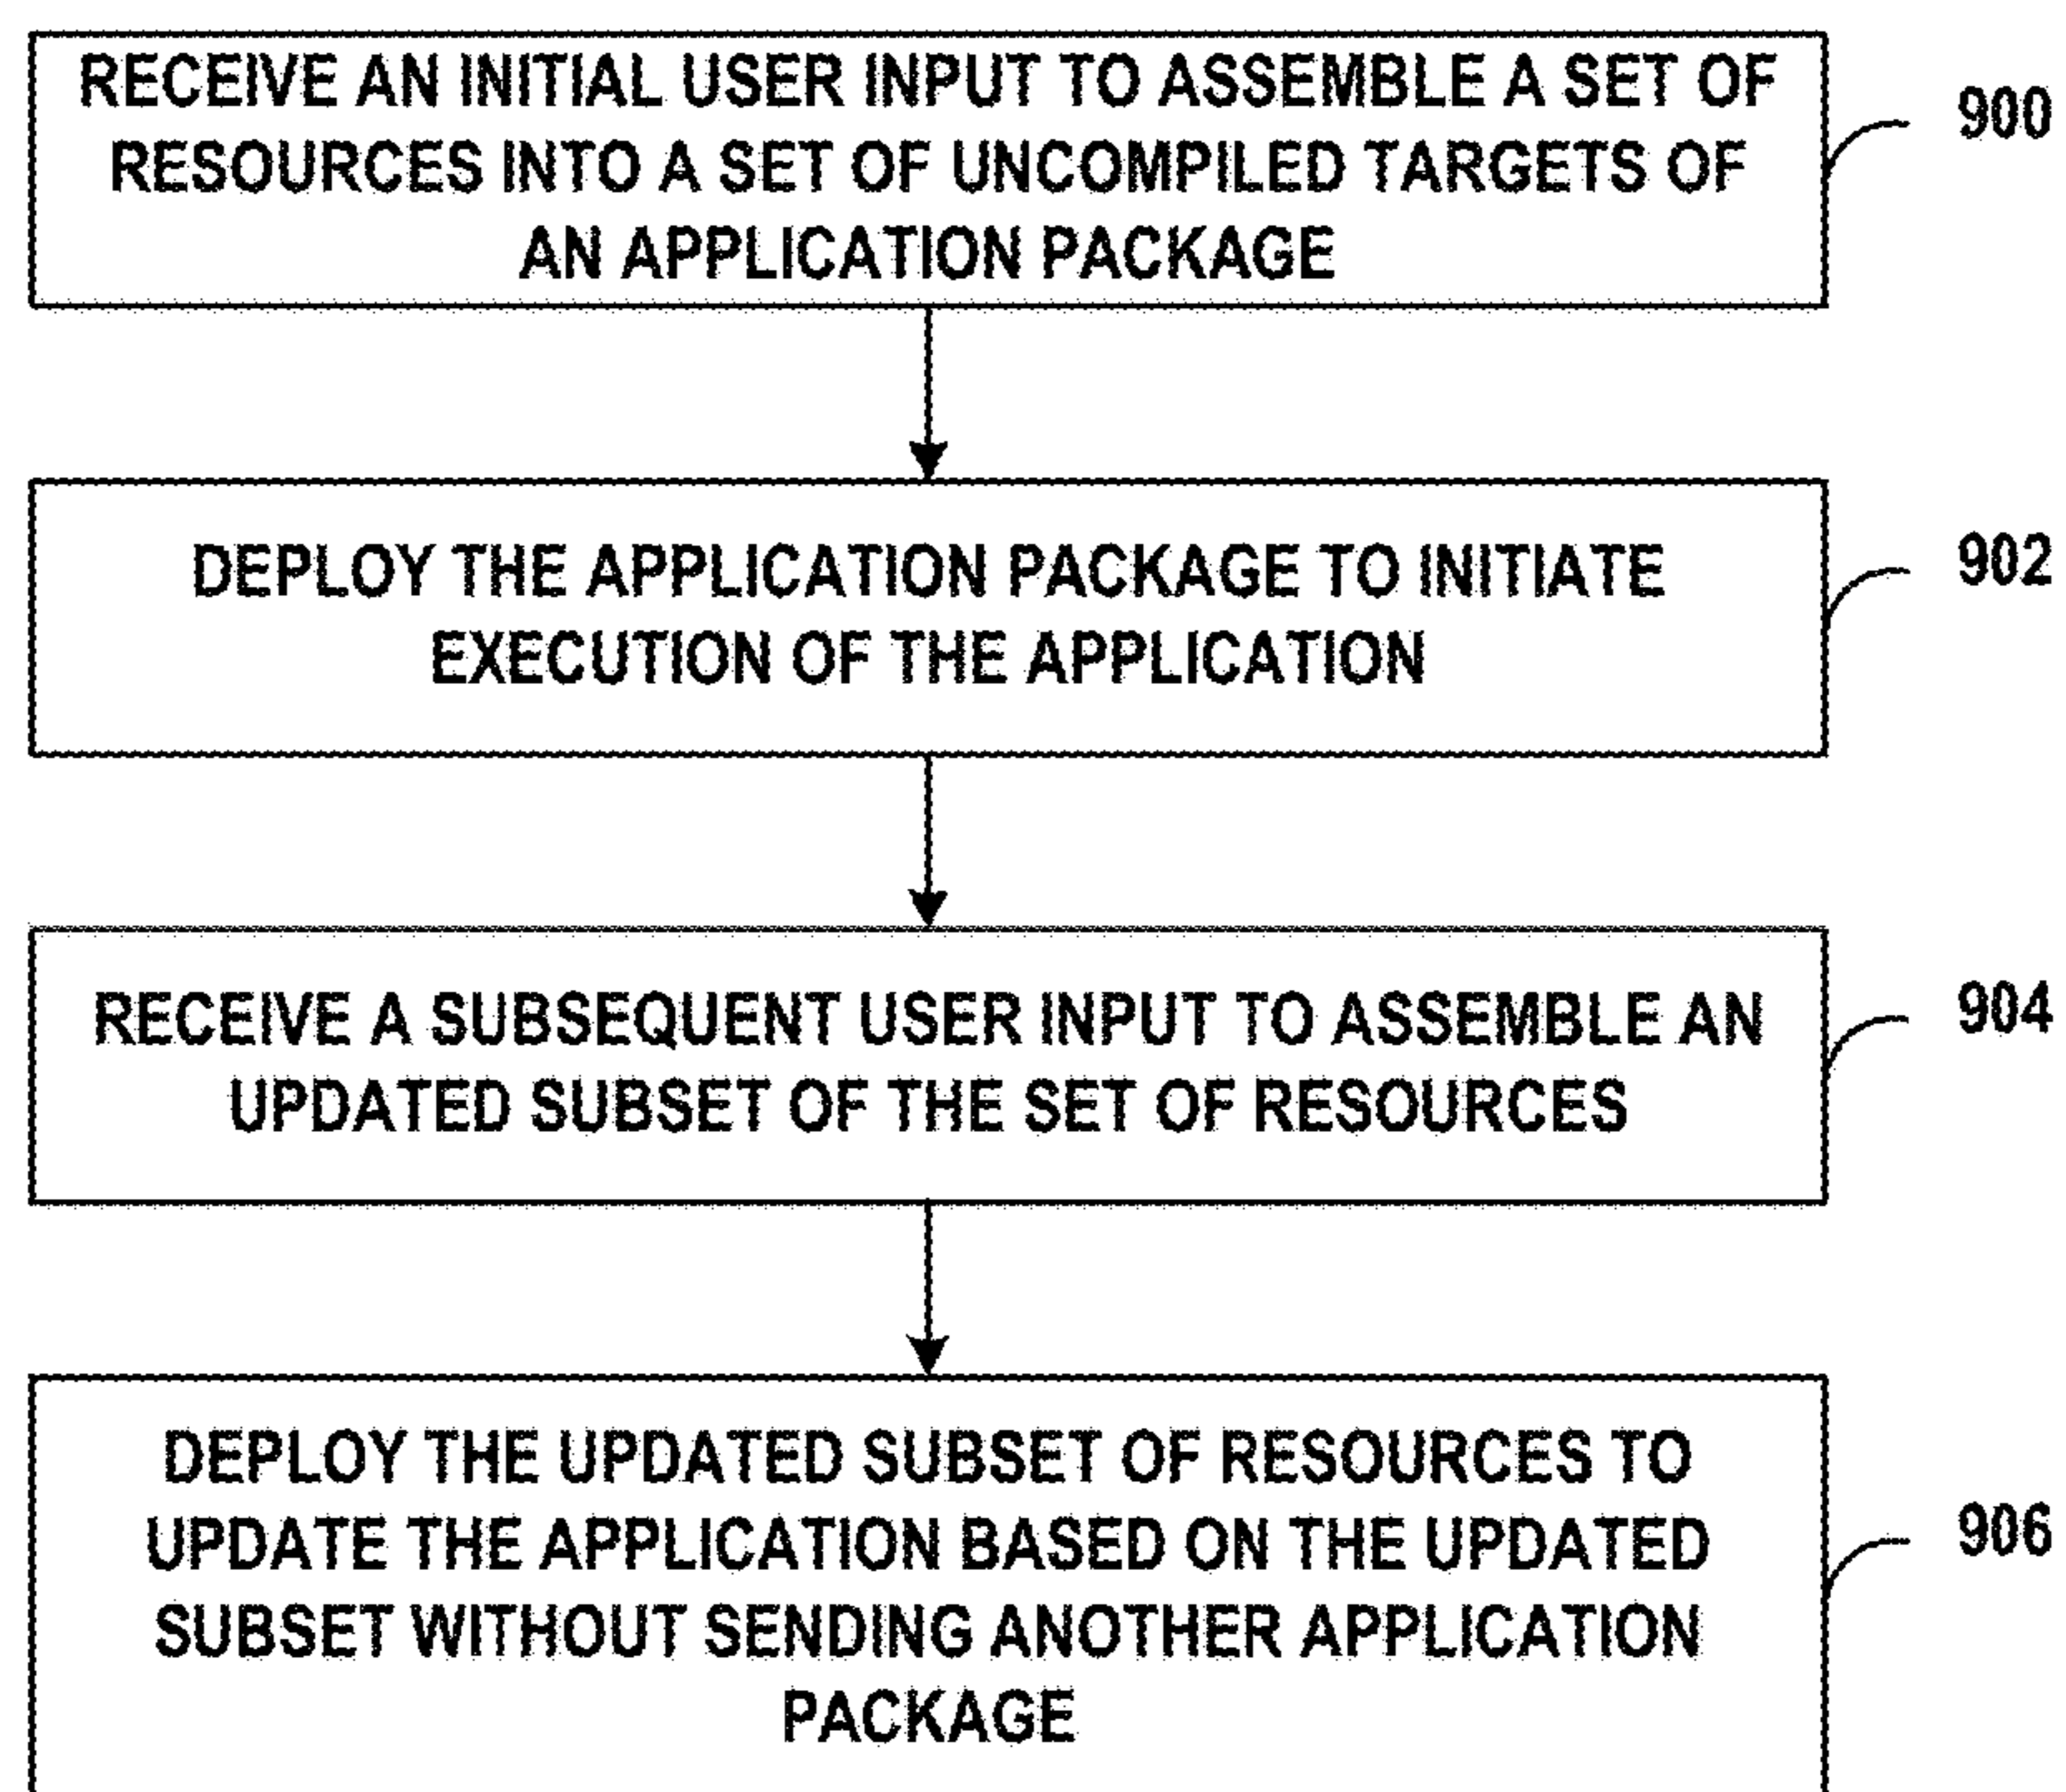 RECEIVE AN INITIAL USER INPUT TO ASSEMBLE A SET OF
RESOURCES INTO A SET OF UNCOMPILED TARGETS OF
AN APPLICATION PACKAGE
900
DEPLOY THE APPLICATION PACKAGE TO INITIATE
EXECUTION OF THE APPLICATION
902
RECEIVE A SUBSEQUENT USER INPUT TO ASSEMBLE AN
UPDATED SUBSET OF THE SET OF RESOURCES
904
DEPLOY THE UPDATED SUBSET OF RESOURCES TO
UPDATE THE APPLICATION BASED ON THE UPDATED
SUBSET WITHOUT SENDING ANOTHER APPLICATION
PACKAGE
906